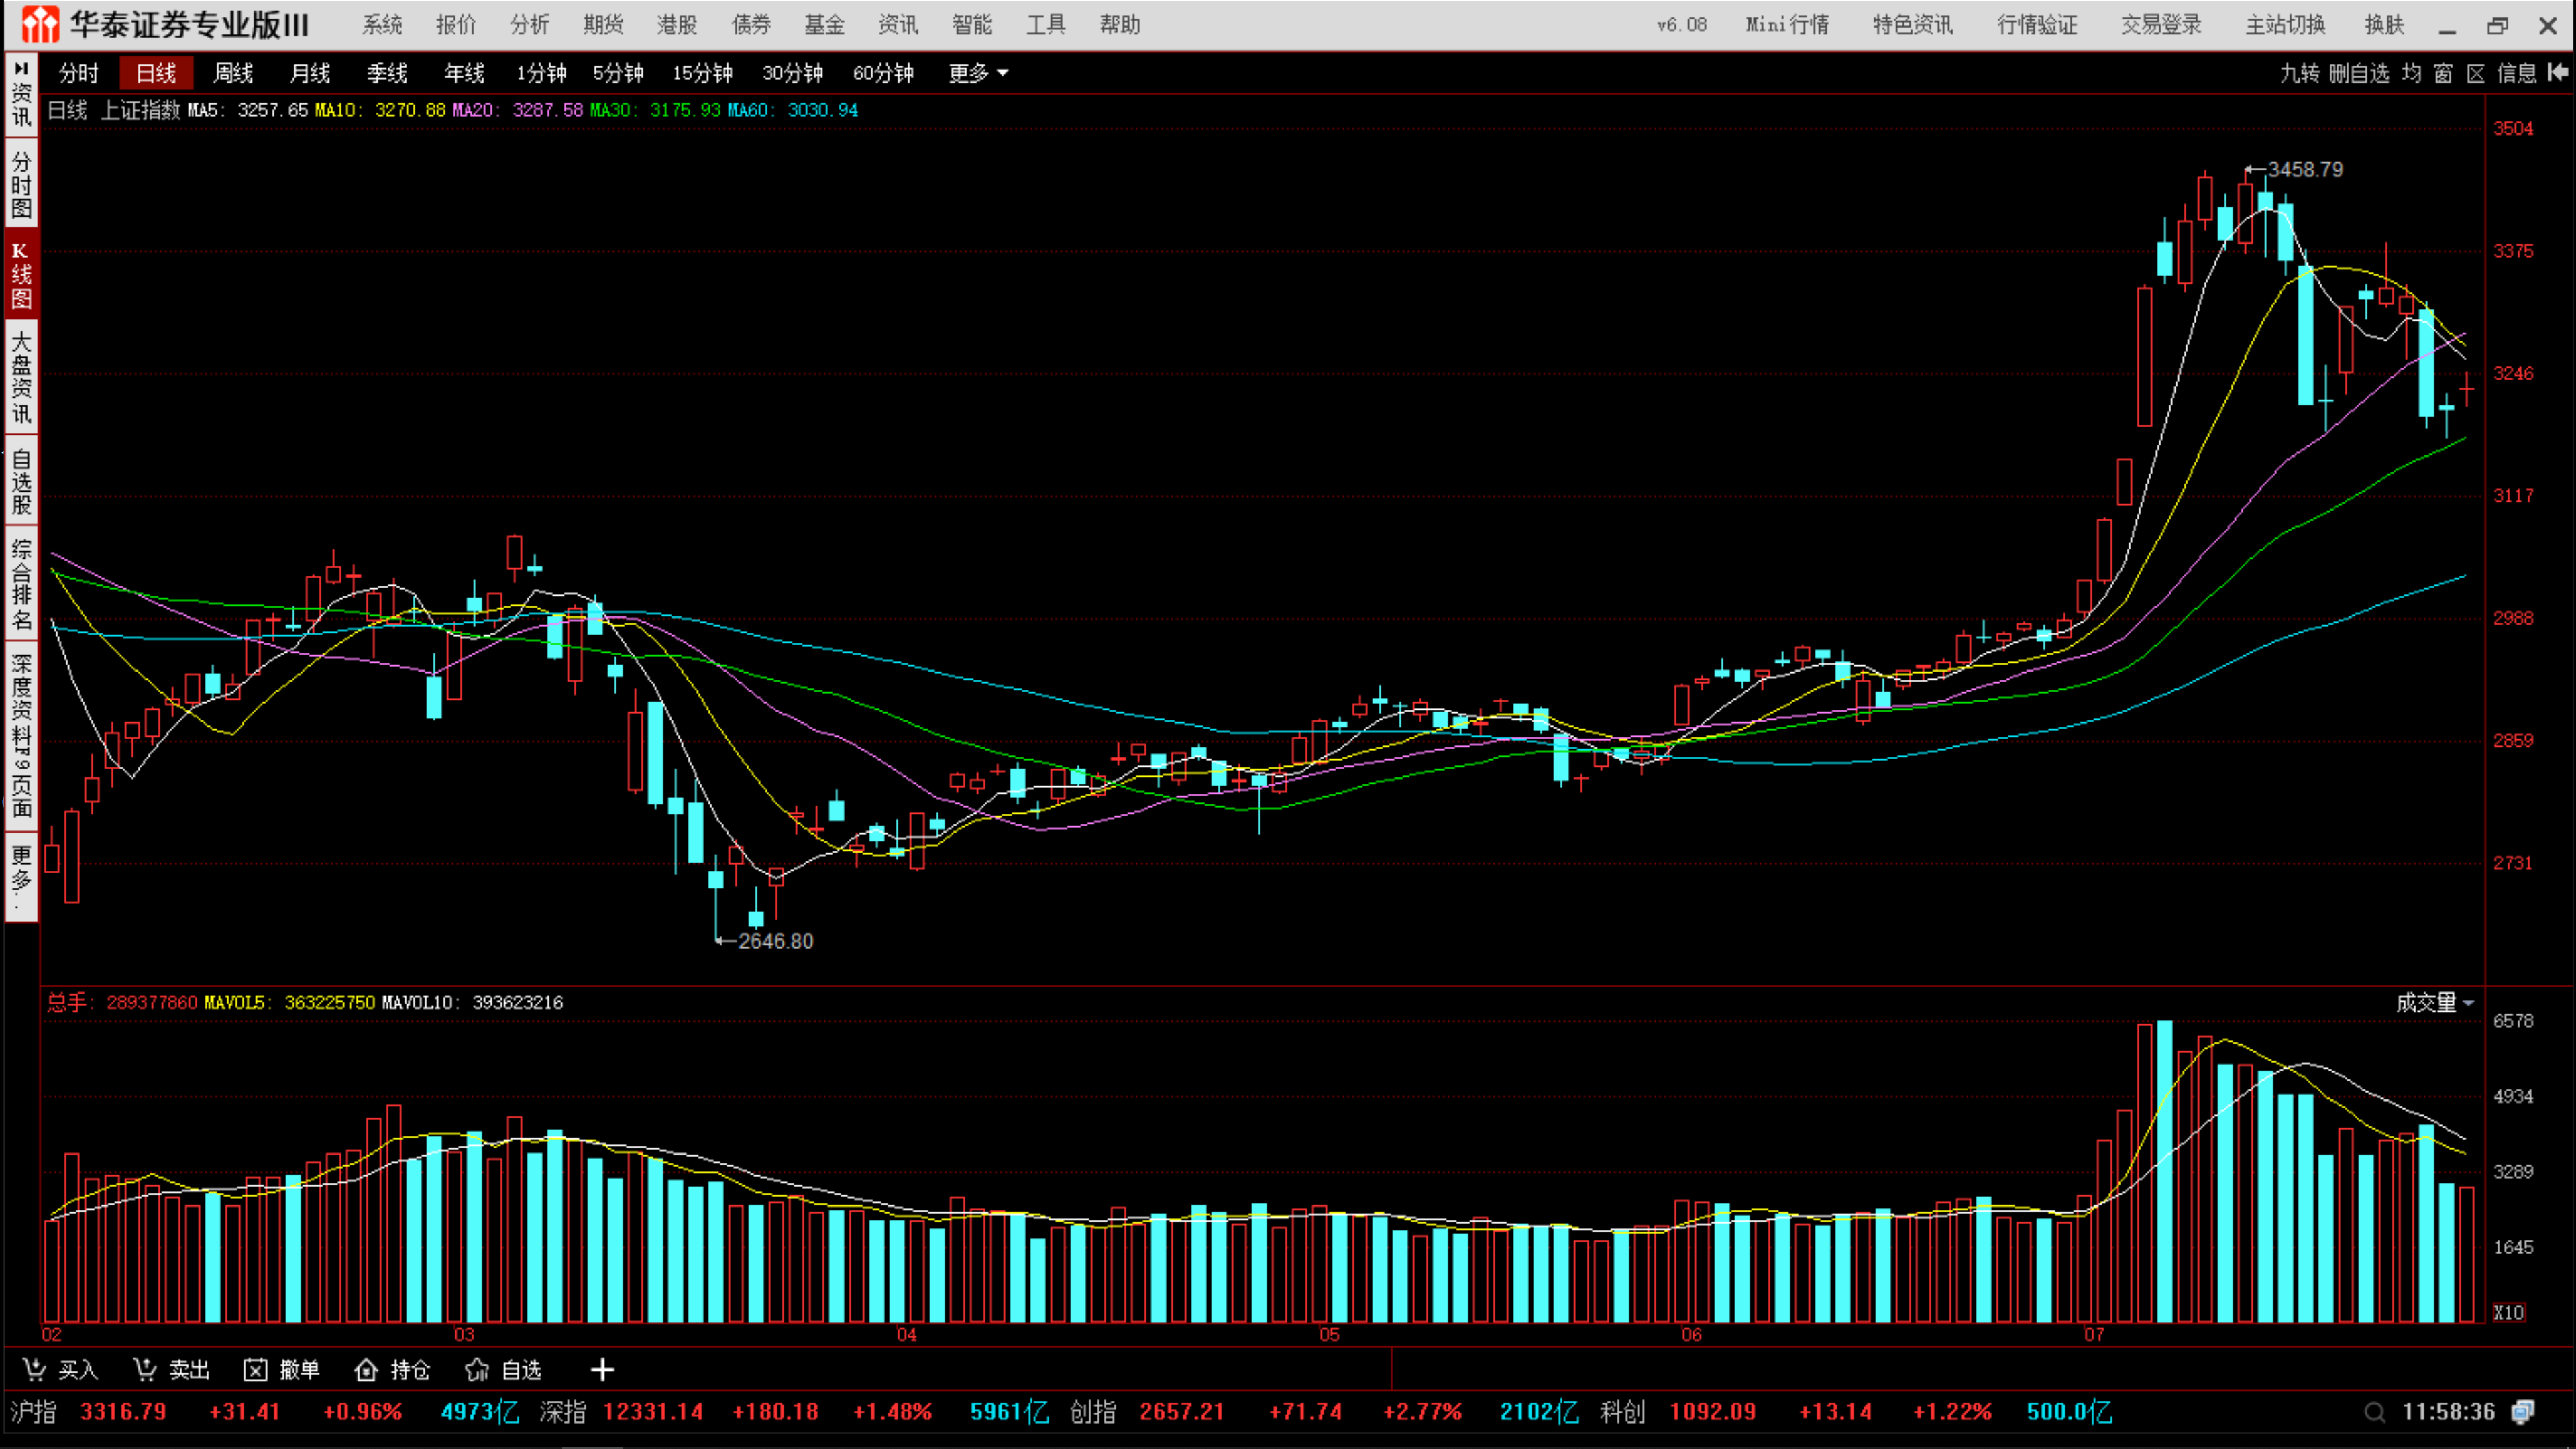 华泰证券专业版III 系统 报价 分析 期货 港股 债券 基金 资讯 智能 工具 帮助 v6.08 Mini行情 特色资讯 行情验证 交易登录 主站切换 换肤
分时 日线 周线 月线 季线 年线 1分钟 5分钟 15分钟 30分钟 60分钟 更多 九转 删自选 均 窗 区 信息
日线 上证指数 MA5: 3257.65 MA10: 3270.88 MA20: 3287.58 MA30: 3175.93 MA60: 3030.94
资讯
分时图
K线图
大盘资讯
自选股
综合排名
深度资料F9页面
更多..
3504
3458.79
3375
3246
3117
2988
2859
2731
2646.80
总手: 289377860 MAVOL5: 363225750 MAVOL10: 393623216 成交量
6578
4934
3289
1645
X10
02 03 04 05 06 07
买入 卖出 撤单 持仓 自选
沪指 3316.79 +31.41 +0.96% 4973亿 深指 12331.14 +180.18 +1.48% 5961亿 创指 2657.21 +71.74 +2.77% 2102亿 科创 1092.09 +13.14 +1.22% 500.0亿 11:58:36